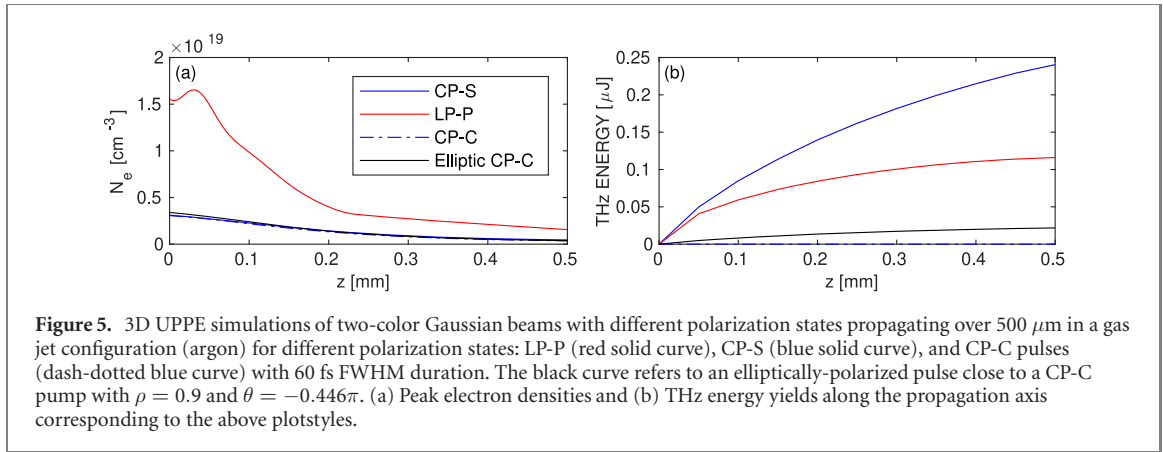 2 × 10 19
(a)
1.5
1
0.5
0
N e [cm-3]
CP-S
LP-P
CP-C
Elliptic CP-C
0 0.1 0.2 0.3 0.4 0.5
z [mm]
0.25
(b)
0.2
0.15
0.1
0.05
0
THz ENERGY [ μJ]
0 0.1 0.2 0.3 0.4 0.5
z [mm]
Figure 5. 3D UPPE simulations of two-color Gaussian beams with different polarization states propagating over 500 μm in a gas
jet configuration (argon) for different polarization states: LP-P (red solid curve), CP-S (blue solid curve), and CP-C pulses
(dash-dotted blue curve) with 60 fs FWHM duration. The black curve refers to an elliptically-polarized pulse close to a CP-C
pump with ρ = 0.9 and θ = −0.446π. (a) Peak electron densities and (b) THz energy yields along the propagation axis
corresponding to the above plotstyles.